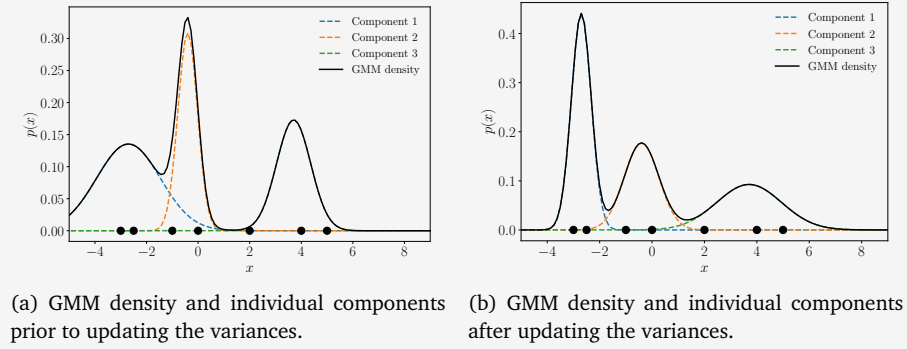 Component 1
Component 2
Component 3
GMM density
0.30
0.25
0.20
0.15
0.10
0.05
0.00
p(x)
−4 −2 0 2 4 6 8
x
Component 1
Component 2
Component 3
GMM density
0.4
0.3
0.2
0.1
0.0
p(x)
−4 −2 0 2 4 6 8
x
(a) GMM density and individual components
prior to updating the variances.
(b) GMM density and individual components
after updating the variances.